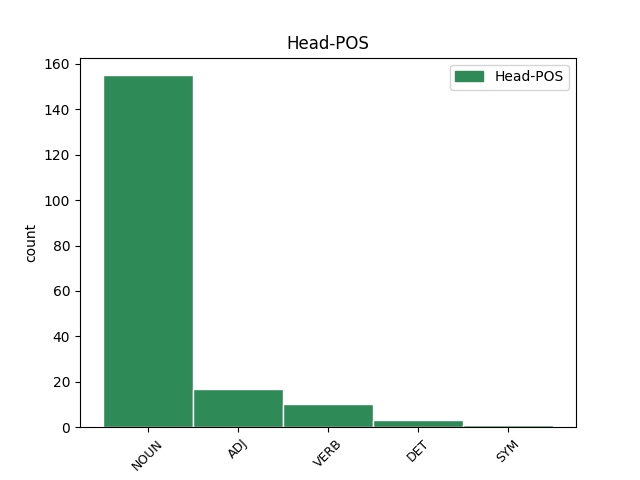 Head-POS
Head-POS
160
140
120
100
80
60
40
20
0
count
NOUN
ADJ
VERB
DET
SYM